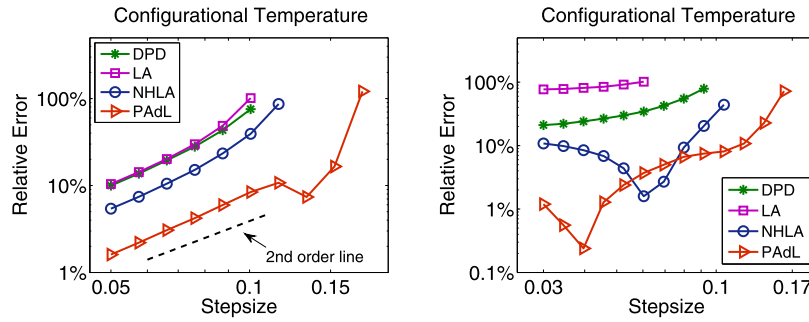 Configurational Temperature
DPD
LA
NHLA
PAdL
100%
10%
1%
Relative Error
2nd order line
0.05
0.1
0.15
Stepsize
Configurational Temperature
100%
10%
1%
0.1%
Relative Error
DPD
LA
NHLA
PAdL
0.03
0.1
0.17
Stepsize